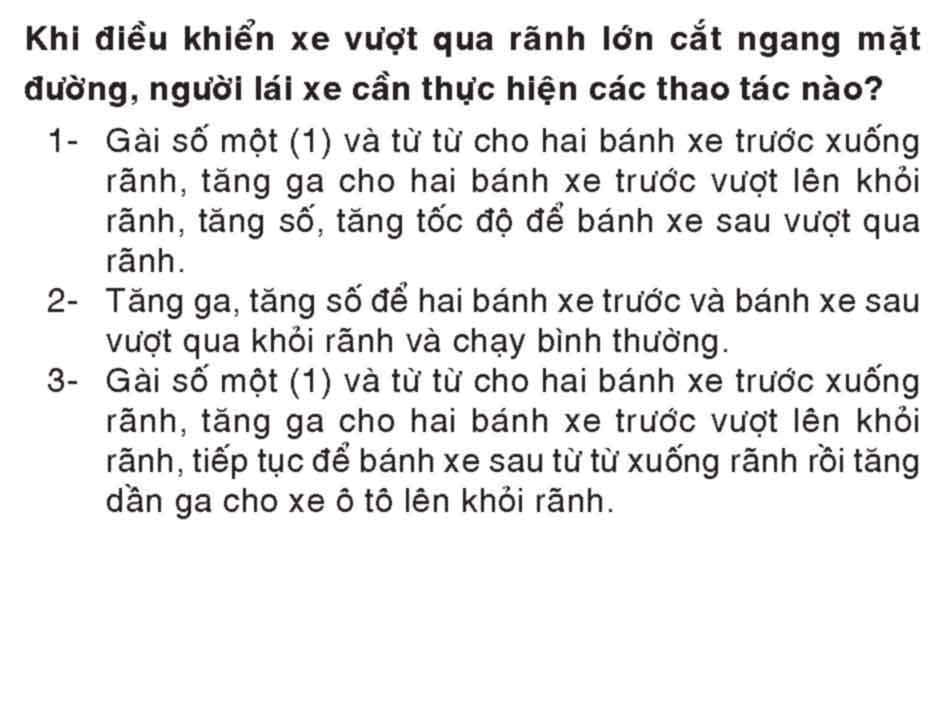 Khi điều khiển xe vượt qua rãnh lớn cắt ngang mặt
đường, người lái xe cần thực hiện các thao tác nào?
1- Gài số một (1) và từ từ cho hai bánh xe trước xuống
rãnh, tăng ga cho hai bánh xe trước vượt lên khỏi
rãnh, tăng số, tăng tốc độ để bánh xe sau vượt qua
rãnh.
2- Tăng ga, tăng số để hai bánh xe trước và bánh xe sau
vượt qua khỏi rãnh và chạy bình thường.
3- Gài số một (1) và từ từ cho hai bánh xe trước xuống
rãnh, tăng ga cho hai bánh xe trước vượt lên khỏi
rãnh, tiếp tục để bánh xe sau từ từ xuống rãnh rồi tăng
dần ga cho xe ô tô lên khỏi rãnh.